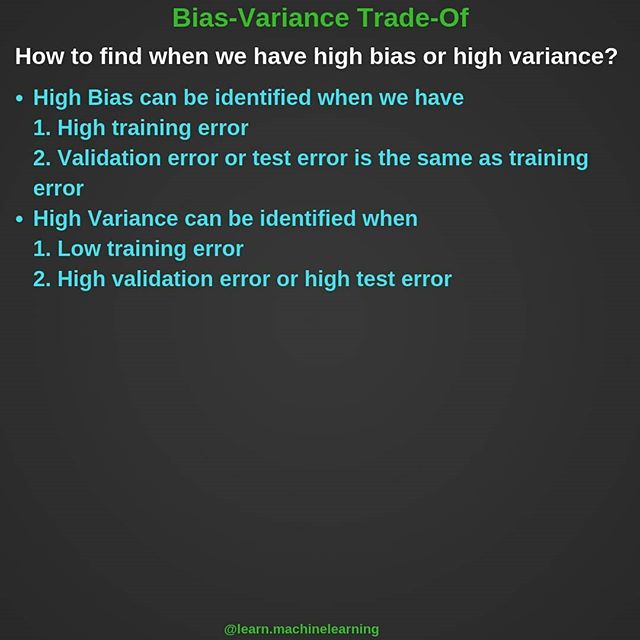 Bias-Variance Trade-Of
How to find when we have high bias or high variance?
• High Bias can be identified when we have
1. High training error
2. Validation error or test error is the same as training
error
• High Variance can be identified when
1. Low training error
2. High validation error or high test error
@learn.machinelearning